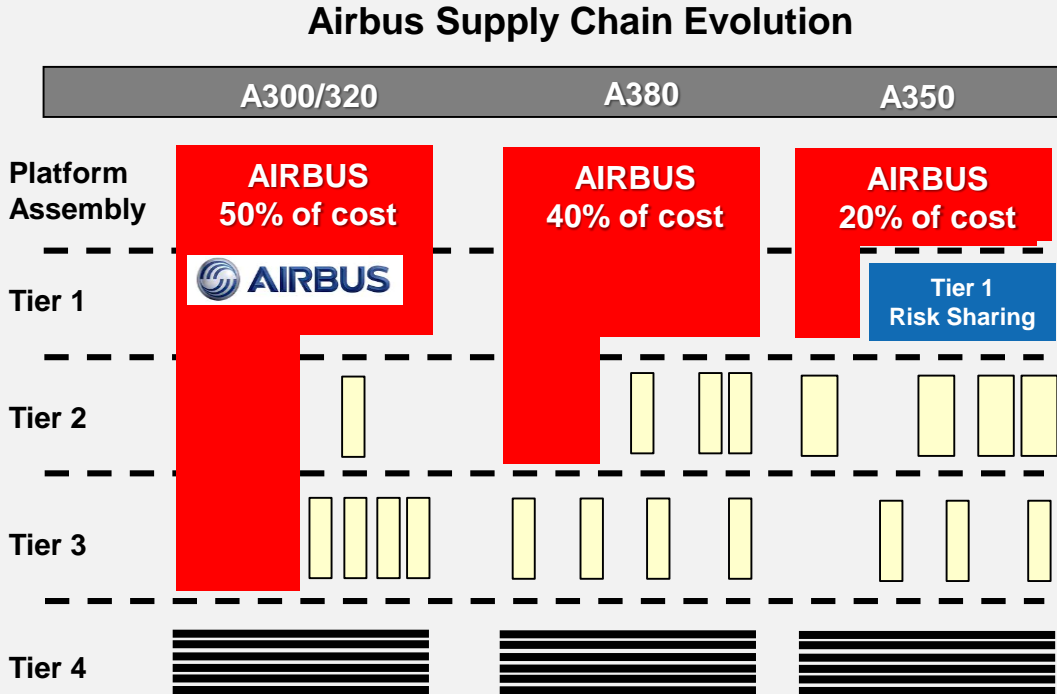 Airbus Supply Chain Evolution
A300/320
A380
A350
Platform
Assembly
AIRBUS
50% of cost
AIRBUS
40% of cost
AIRBUS
20% of cost
AIRBUS
Tier 1
Tier 1
Risk Sharing
Tier 2
Tier 3
Tier 4